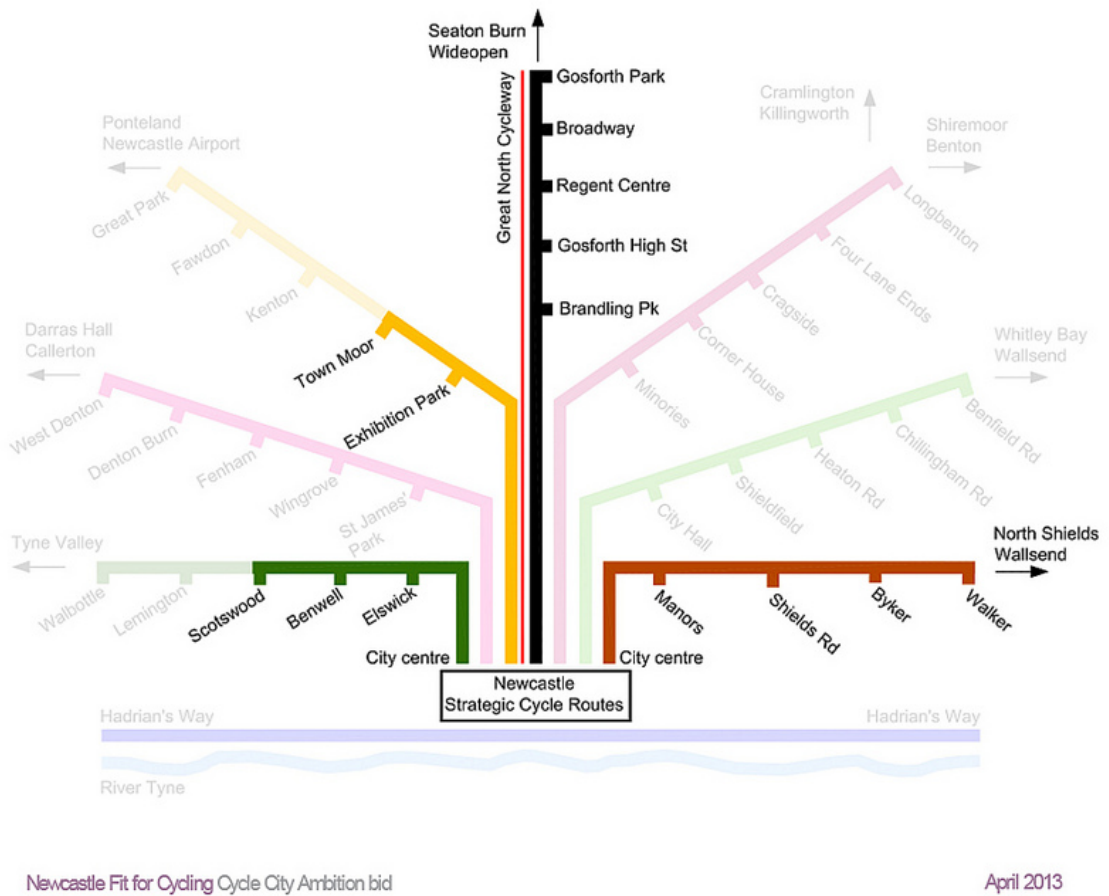 Seaton Burn
Wideopen
Great North Cycleway
Gosforth Park
Broadway
Regent Centre
Gosforth High St
Brandling Pk
Ponteland
Newcastle Airport
Great Park
Fawdon
Kenton
Town Moor
Exhibition Park
Cramlington
Killingworth
Shiremoor
Benton
Longbenton
Four Lane Ends
Cragside
Corner House
Minories
Darras Hall
Callerton
West Denton
Denton Burn
Fenham
Wingrove
St James'
Park
Whitley Bay
Wallsend
Benfield Rd
Chillingham Rd
Heaton Rd
Shieldfield
City Hall
Tyne Valley
Walbottle
Lemington
Scotswood
Benwell
Elswick
City centre
North Shields
Wallsend
Manors
Shields Rd
Byker
Walker
City centre
Newcastle
Strategic Cycle Routes
Hadrian's Way
Hadrian's Way
River Tyne
Newcastle Fit for Cycling Cycle City Ambition bid
April 2013